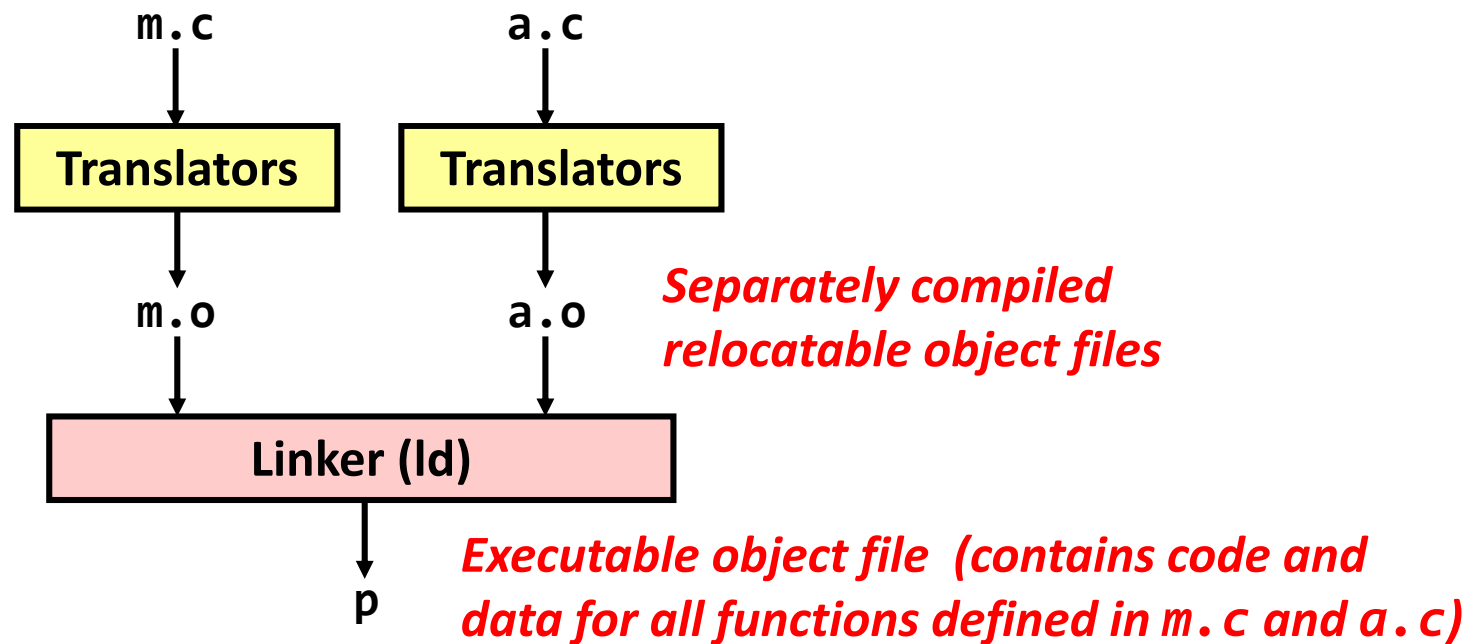 m.c a.c
Translators Translators
m.o a.o
Separately compiled
relocatable object files
Linker (ld)
Executable object file (contains code and
data for all functions defined in m.c and a.c)
p